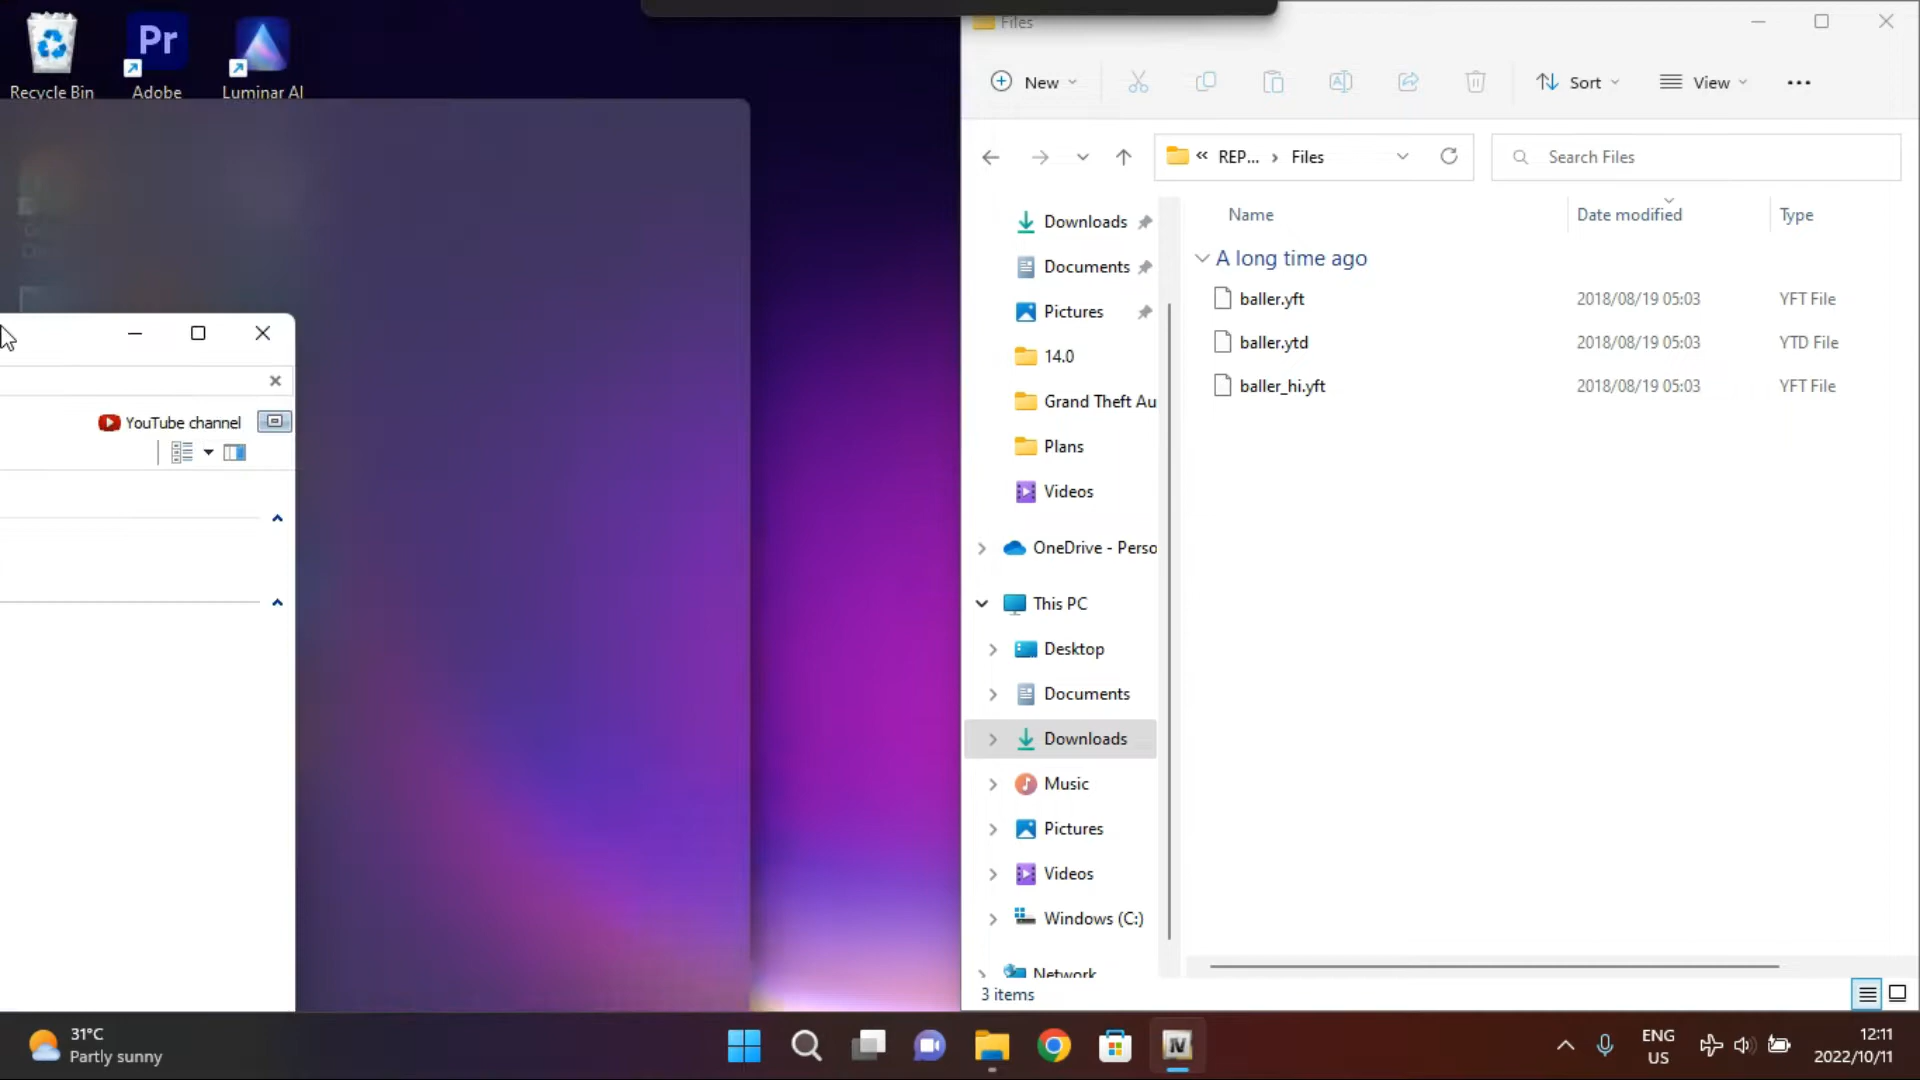 Recycle Bin
Pr
Adobe
Luminar AI
YouTube channel
Files
New
Sort
View
REP...
Files
Search Files
Name
Date modified
Type
Downloads
Documents
Pictures
14.0
Grand Theft Au
Plans
Videos
OneDrive - Perso
This PC
Desktop
Documents
Downloads
Music
Pictures
Videos
Windows (C:)
Network
A long time ago
baller.yft 2018/08/19 05:03 YFT File
baller.ytd 2018/08/19 05:03 YTD File
baller_hi.yft 2018/08/19 05:03 YFT File
3 items
31°C
Partly sunny
IV
ENG
US
12:11
2022/10/11